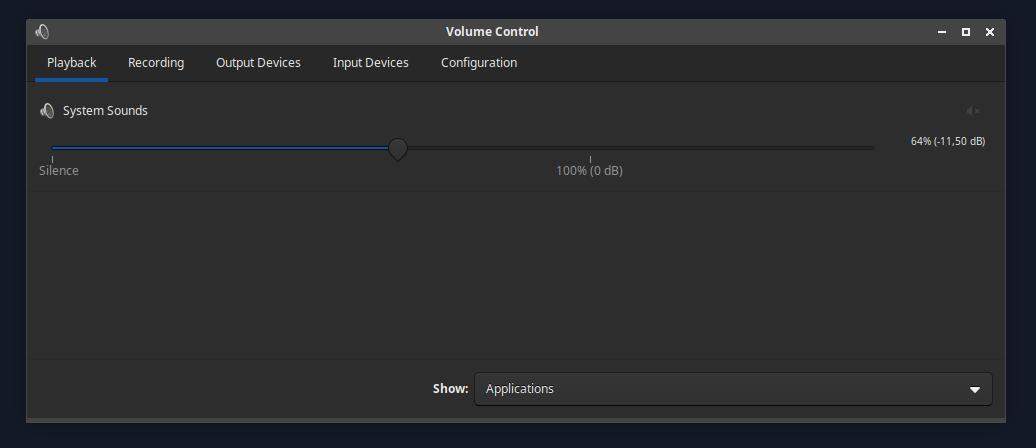 Volume Control
Playback Recording Output Devices Input Devices Configuration
System Sounds
64% (-11,50 dB)
Silence 100% (0 dB)
Show: Applications